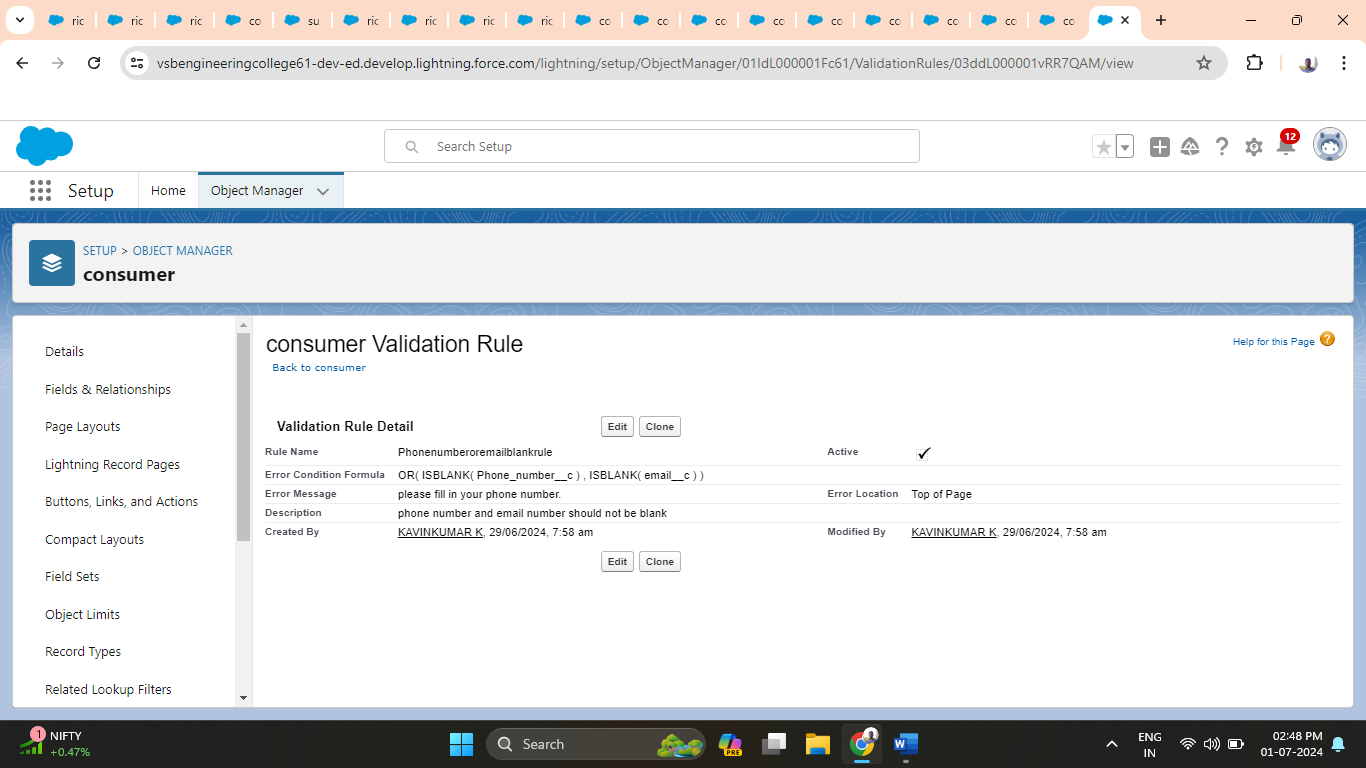 ric ric ric co su ric ric ric ric co co co co co co co co co
vsbengineeringcollege61-dev-ed.develop.lightning.force.com/lightning/setup/ObjectManager/01IdL000001Fc61/ValidationRules/03ddL000001vRR7QAM/view
Search Setup
12
Setup Home Object Manager
SETUP > OBJECT MANAGER
consumer
Details
Fields & Relationships
Page Layouts
Lightning Record Pages
Buttons, Links, and Actions
Compact Layouts
Field Sets
Object Limits
Record Types
Related Lookup Filters
consumer Validation Rule
Help for this Page ?
Back to consumer
Validation Rule Detail Edit Clone
Rule Name Phonenumberoremailblankrule Active
Error Condition Formula OR( ISBLANK( Phone_number__c ) , ISBLANK( email__c ) )
Error Message please fill in your phone number. Error Location Top of Page
Description phone number and email number should not be blank
Created By KAVINKUMAR K, 29/06/2024, 7:58 am Modified By KAVINKUMAR K, 29/06/2024, 7:58 am
Edit Clone
1 NIFTY
+0.47%
Search
PRE
W
ENG
IN
02:48 PM
01-07-2024